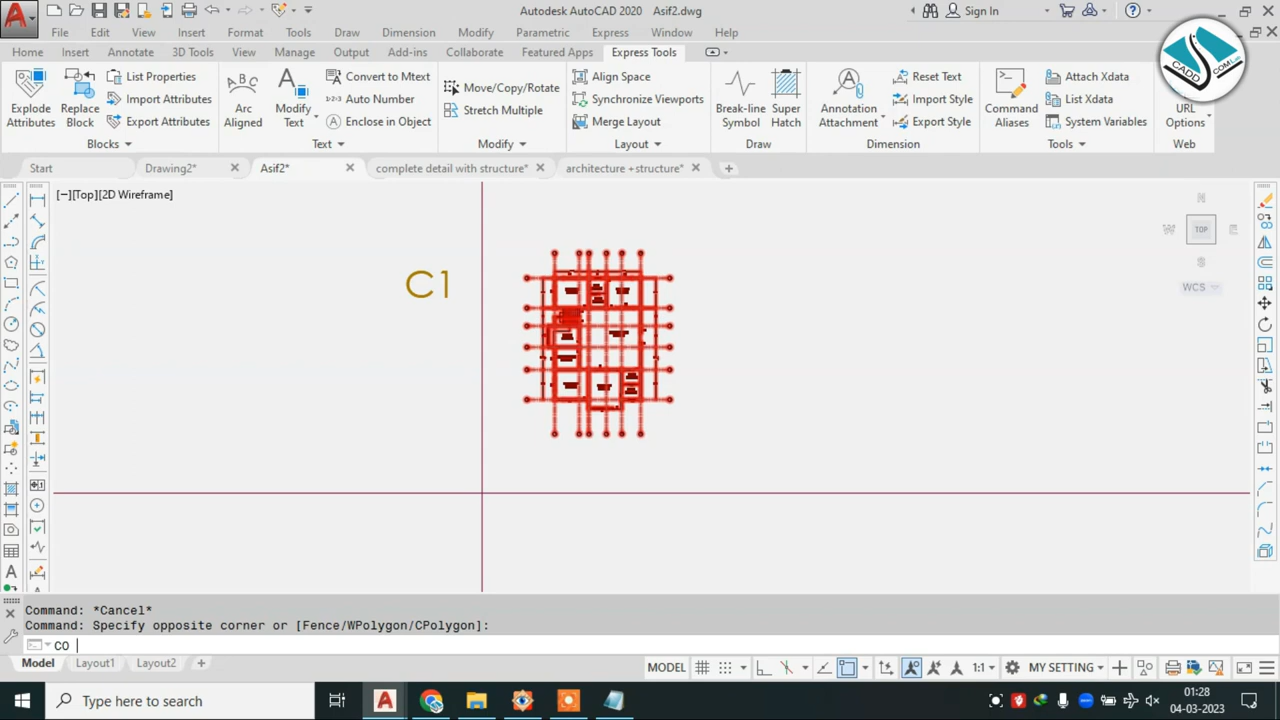 Autodesk AutoCAD 2020 Asif2.dwg
Sign In
File Edit View Insert Format Tools Draw Dimension Modify Parametric Express Window Help
Home Insert Annotate 3D Tools View Manage Output Add-ins Collaborate Featured Apps Express Tools
Explode Attributes
Replace Block
List Properties
Import Attributes
Export Attributes
Blocks
Arc Aligned
Modify Text
Convert to Mtext
Auto Number
Enclose in Object
Text
Move/Copy/Rotate
Stretch Multiple
Modify
Align Space
Synchronize Viewports
Merge Layout
Layout
Break-line Symbol
Super Hatch
Draw
Annotation Attachment
Reset Text
Import Style
Export Style
Dimension
Command Aliases
Attach Xdata
List Xdata
System Variables
Tools
URL Options
Web
CADD
.COM
Start Drawing2* Asif2* complete detail with structure* architecture +structure*
[−][Top][2D Wireframe]
N
W TOP E
S
WCS
C1
Command: *Cancel*
Command: Specify opposite corner or [Fence/WPolygon/CPolygon]:
CO
Model Layout1 Layout2
MODEL 1:1 MY SETTING
Type here to search
01:28
04-03-2023